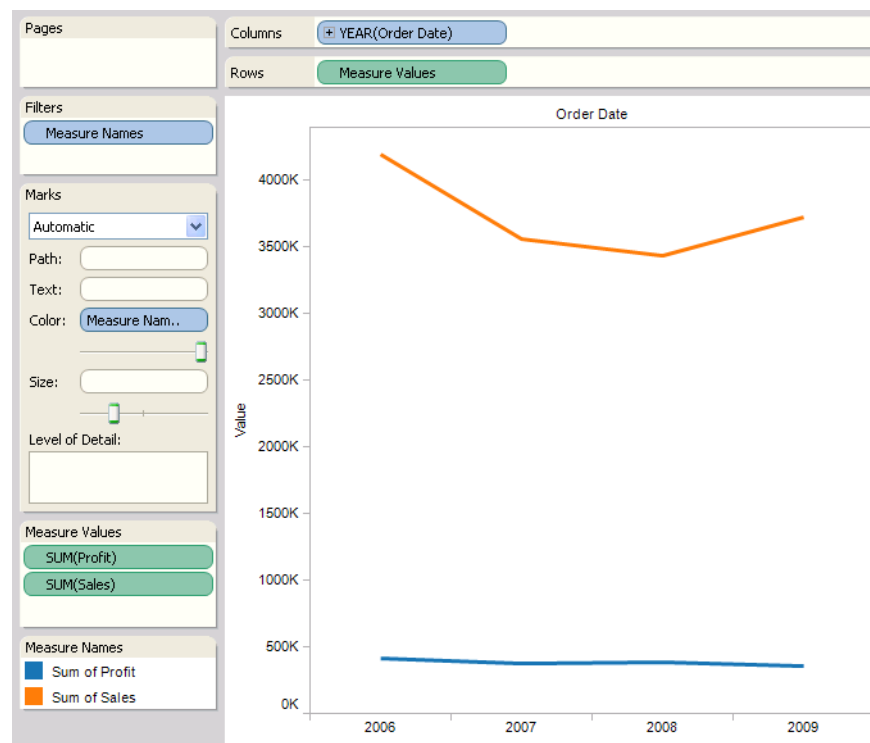 Pages
Columns
YEAR(Order Date)
Rows
Measure Values
Filters
Measure Names
Marks
Automatic
Path:
Text:
Color:
Measure Nam..
Size:
Level of Detail:
Measure Values
SUM(Profit)
SUM(Sales)
Measure Names
Sum of Profit
Sum of Sales
Order Date
Value
4000K
3500K
3000K
2500K
2000K
1500K
1000K
500K
0K
2006 2007 2008 2009